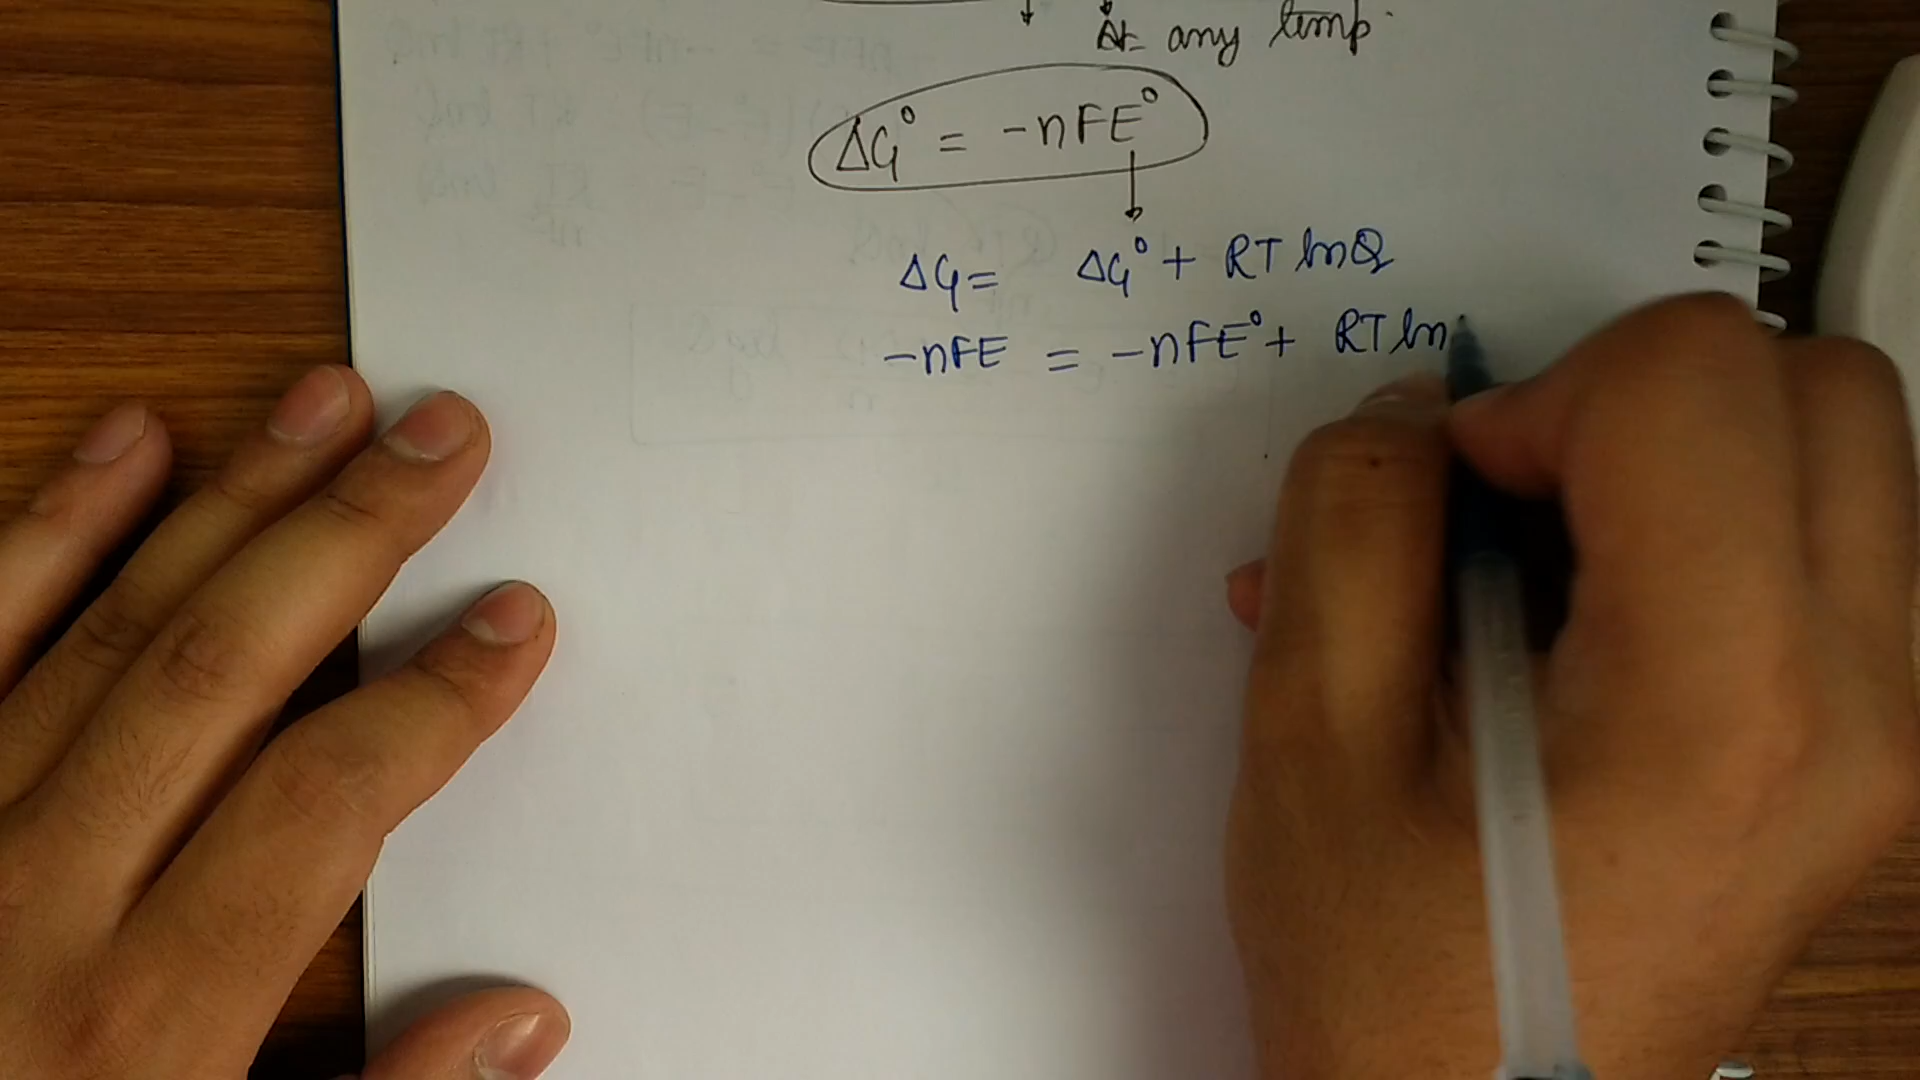 At any temp.
ΔG° = -nFE°
ΔG = ΔG° + RT lnQ
-nFE = -nFE° + RT ln